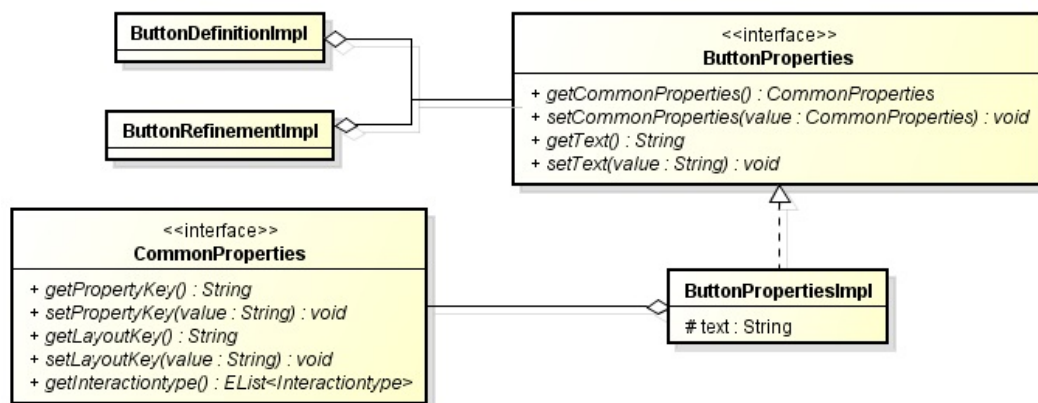 ButtonDefinitionImpl
ButtonRefinementImpl
<<interface>>
ButtonProperties
+ getCommonProperties() : CommonProperties
+ setCommonProperties(value : CommonProperties) : void
+ getText() : String
+ setText(value : String) : void
<<interface>>
CommonProperties
+ getPropertyKey() : String
+ setPropertyKey(value : String) : void
+ getLayoutKey() : String
+ setLayoutKey(value : String) : void
+ getInteractiontype() : EList<Interactiontype>
ButtonPropertiesImpl
# text : String